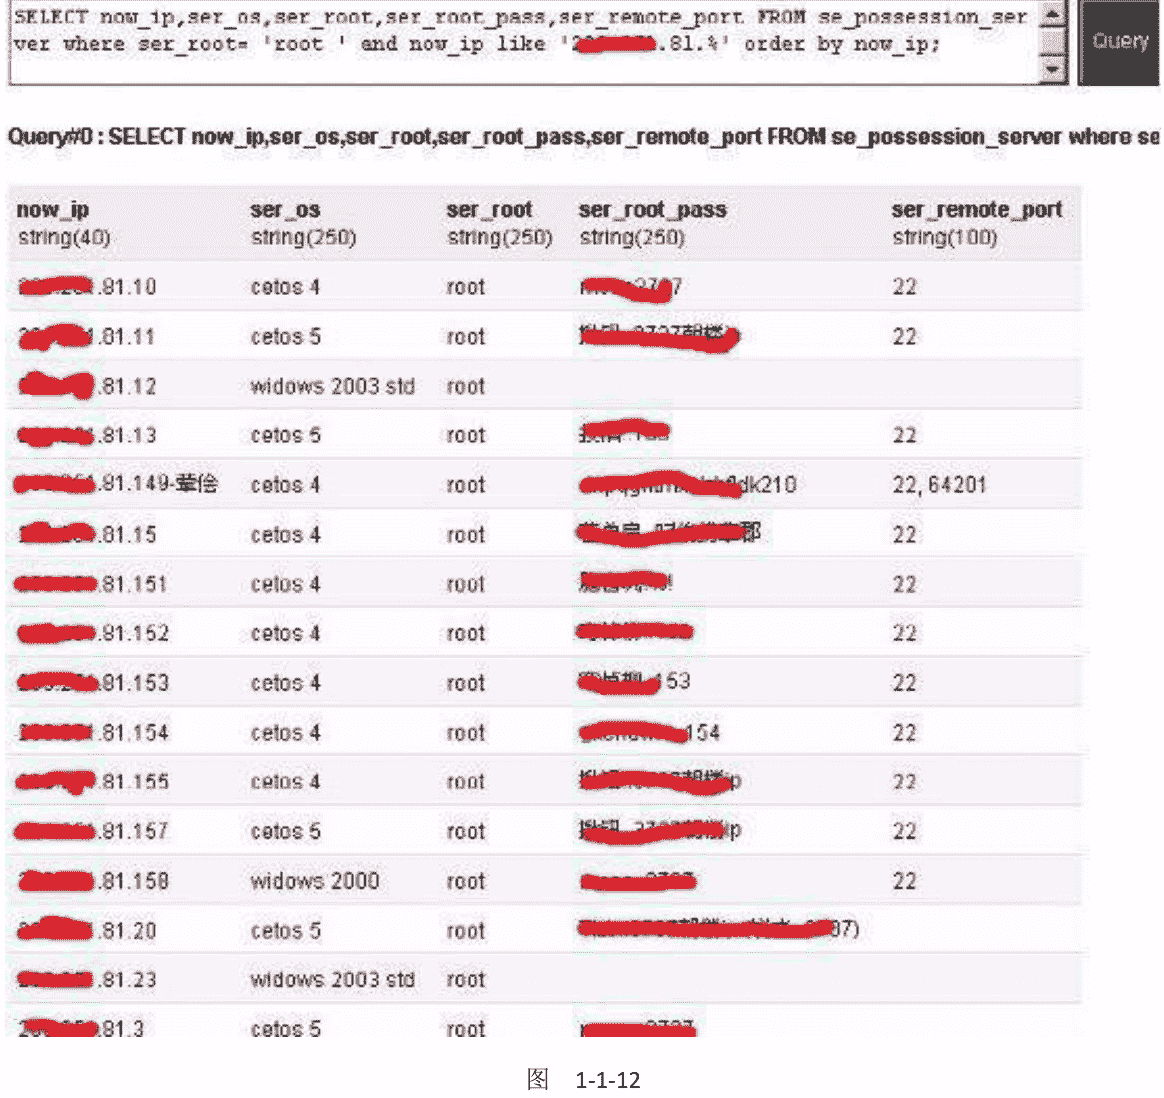 SELECT now_ip,ser_os,ser_root,ser_root_pass,ser_remote_port FROM se_possession_ser
ver where ser_root= 'root ' and now_ip like '2 .81.%' order by now_ip;
Query
Query#0 : SELECT now_ip,ser_os,ser_root,ser_root_pass,ser_remote_port FROM se_possession_server where se
now_ip ser_os ser_root ser_root_pass ser_remote_port
string(40) string(250) string(250) string(250) string(100)
.81.10 cetos 4 root 7 22
.81.11 cetos 5 root 22
.81.12 widows 2003 std root
.81.13 cetos 5 root 22
.81.149-荤侩 cetos 4 root dk210 22, 64201
.81.15 cetos 4 root 郡 22
.81.151 cetos 4 root 22
.81.152 cetos 4 root 22
.81.153 cetos 4 root 153 22
.81.154 cetos 4 root 154 22
.81.155 cetos 4 root p 22
.81.157 cetos 5 root p 22
.81.158 widows 2000 root 22
.81.20 cetos 5 root 87)
.81.23 widows 2003 std root
81.3 cetos 5 root
图 1-1-12